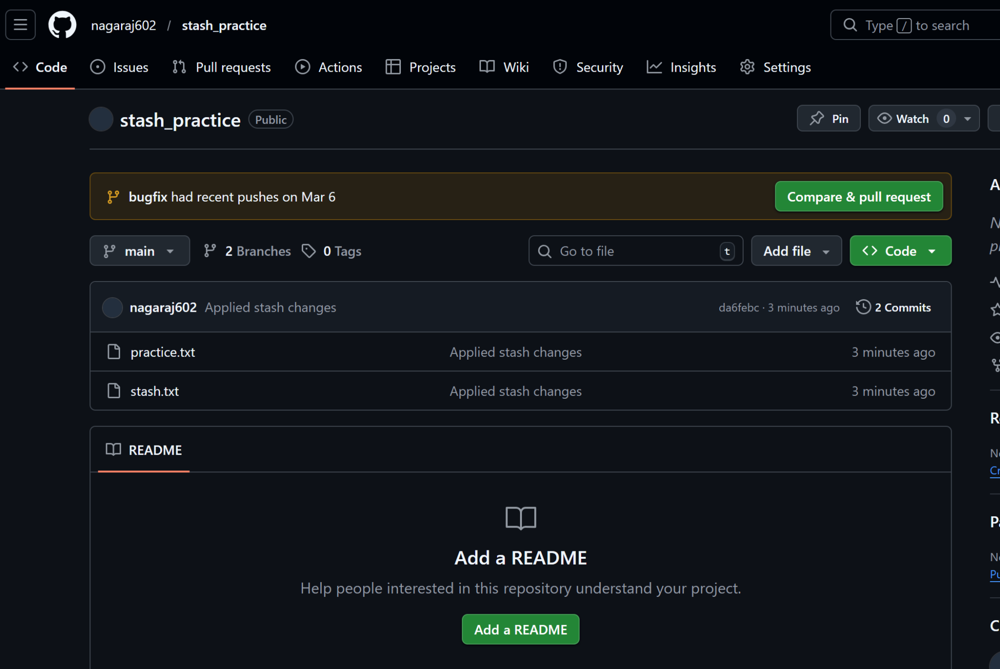 nagaraj602 / stash_practice
Type / to search
Code Issues Pull requests Actions Projects Wiki Security Insights Settings
stash_practice Public
Pin Watch 0
bugfix had recent pushes on Mar 6
Compare & pull request
main 2 Branches 0 Tags
Go to file t
Add file
Code
nagaraj602 Applied stash changes da6febc · 3 minutes ago 2 Commits
practice.txt Applied stash changes 3 minutes ago
stash.txt Applied stash changes 3 minutes ago
README
Add a README
Help people interested in this repository understand your project.
Add a README